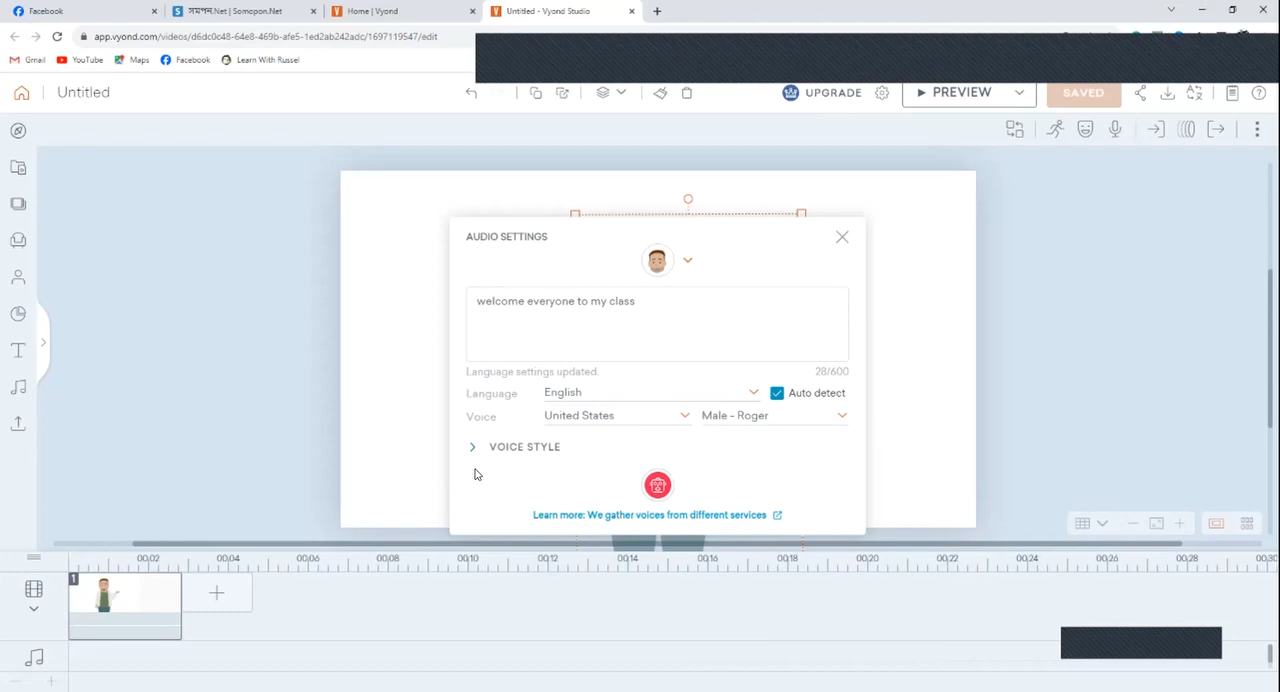 Facebook
সমপন.Net | Somopon.Net
Home | Vyond
Untitled - Vyond Studio
app.vyond.com/videos/d6dc0c48-64e8-469b-afe5-1ed2ab242adc/1697119547/edit
Gmail
YouTube
Maps
Facebook
Learn With Russel
Untitled
UPGRADE
PREVIEW
SAVED
AUDIO SETTINGS
welcome everyone to my class
Language settings updated.
28/600
Language
English
Auto detect
Voice
United States
Male - Roger
VOICE STYLE
Learn more: We gather voices from different services
00:02
00:04
00:06
00:08
00:10
00:12
00:14
00:16
00:18
00:20
00:22
00:24
00:26
00:28
00:30
1